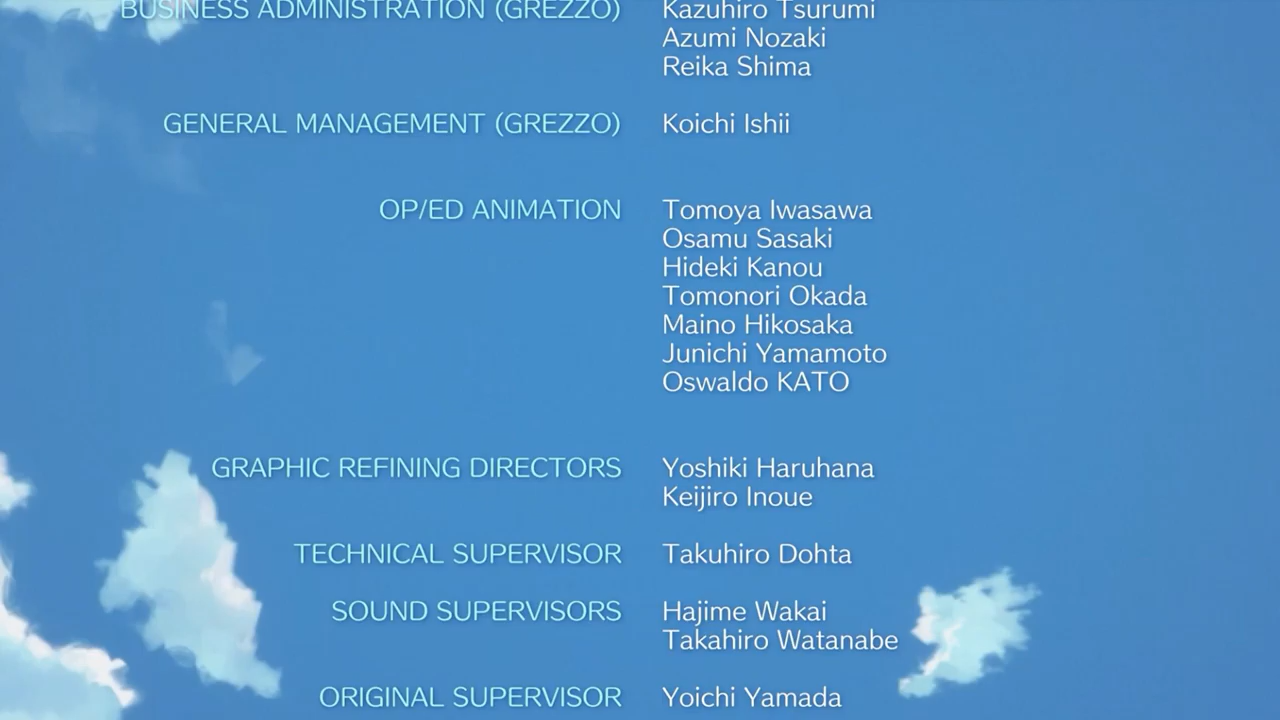 BUSINESS ADMINISTRATION (GREZZO) Kazuhiro Tsurumi
Azumi Nozaki
Reika Shima
GENERAL MANAGEMENT (GREZZO) Koichi Ishii
OP/ED ANIMATION Tomoya Iwasawa
Osamu Sasaki
Hideki Kanou
Tomonori Okada
Maino Hikosaka
Junichi Yamamoto
Oswaldo KATO
GRAPHIC REFINING DIRECTORS Yoshiki Haruhana
Keijiro Inoue
TECHNICAL SUPERVISOR Takuhiro Dohta
SOUND SUPERVISORS Hajime Wakai
Takahiro Watanabe
ORIGINAL SUPERVISOR Yoichi Yamada